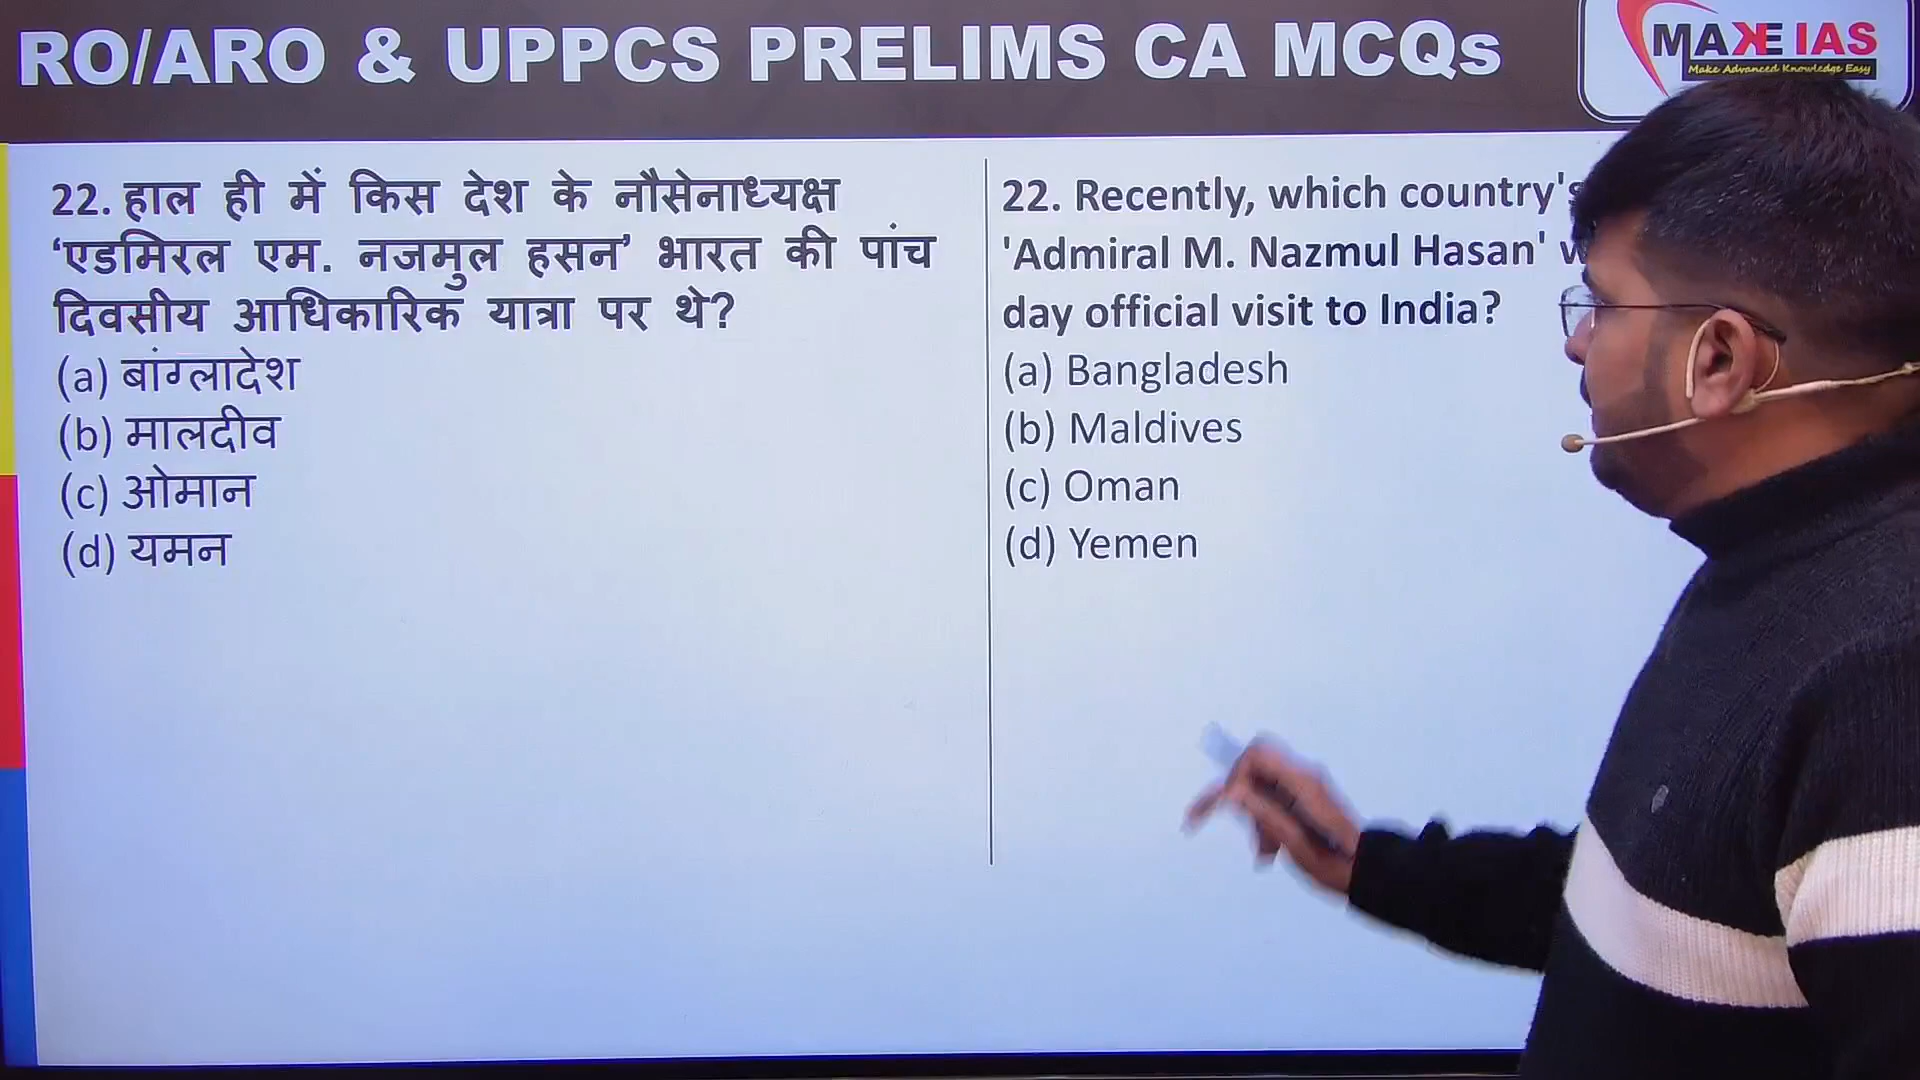 RO/ARO & UPPCS PRELIMS CA MCQs
MAKE IAS
Make Advanced Knowledge Easy
22. हाल ही में किस देश के नौसेनाध्यक्ष
‘एडमिरल एम. नजमुल हसन’ भारत की पांच
दिवसीय आधिकारिक यात्रा पर थे?
(a) बांग्लादेश
(b) मालदीव
(c) ओमान
(d) यमन
22. Recently, which country's
'Admiral M. Nazmul Hasan'
day official visit to India?
(a) Bangladesh
(b) Maldives
(c) Oman
(d) Yemen